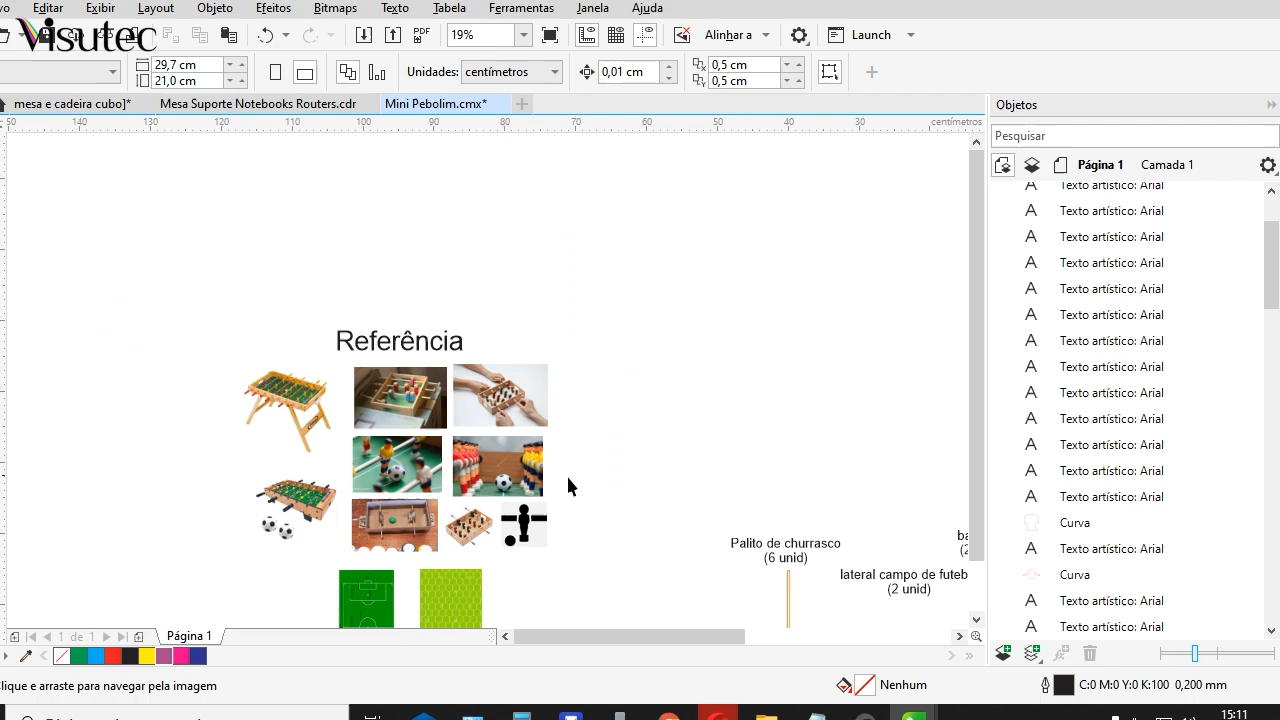 vo Editar Exibir Layout Objeto Efeitos Bitmaps Texto Tabela Ferramentas Janela Ajuda
Visutec
PDF 19% Alinhar a Launch
29,7 cm
21,0 cm
Unidades: centímetros 0,01 cm
0,5 cm
0,5 cm
mesa e cadeira cubo]* Mesa Suporte Notebooks Routers.cdr Mini Pebolim.cmx*
50 140 130 120 110 100 90 80 70 60 50 40 30 centímetros
Referência
Palito de churrasco
(6 unid)
ba
(2
lateral campo de futeb
(2 unid)
Objetos
Pesquisar
Página 1 Camada 1
Texto artístico: Arial
Texto artístico: Arial
Texto artístico: Arial
Texto artístico: Arial
Texto artístico: Arial
Texto artístico: Arial
Texto artístico: Arial
Texto artístico: Arial
Texto artístico: Arial
Texto artístico: Arial
Texto artístico: Arial
Texto artístico: Arial
Texto artístico: Arial
Curva
Texto artístico: Arial
Curva
Texto artístico: Arial
Texto artístico: Arial
1 de 1 Página 1
Clique e arraste para navegar pela imagem
Nenhum
C:0 M:0 Y:0 K:100 0,200 mm
15:11